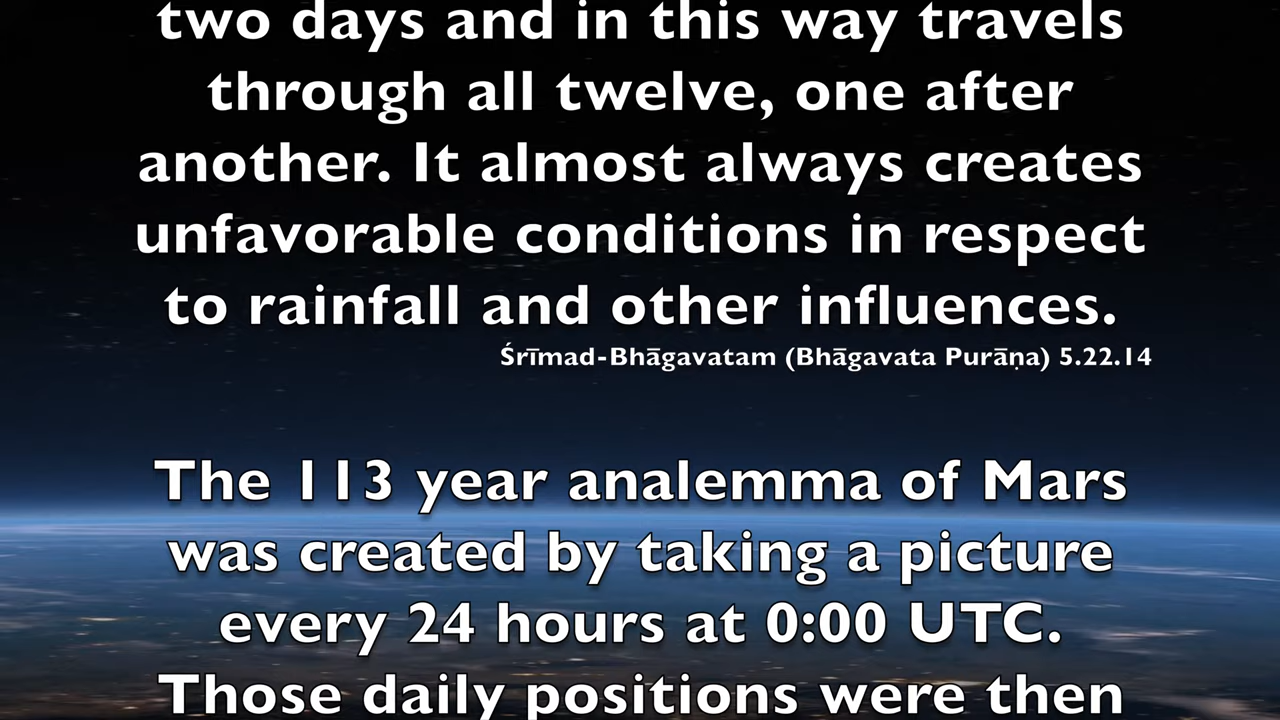 two days and in this way travels
through all twelve, one after
another. It almost always creates
unfavorable conditions in respect
to rainfall and other influences.
Śrīmad-Bhāgavatam (Bhāgavata Purāṇa) 5.22.14
The 113 year analemma of Mars
was created by taking a picture
every 24 hours at 0:00 UTC.
Those daily positions were then